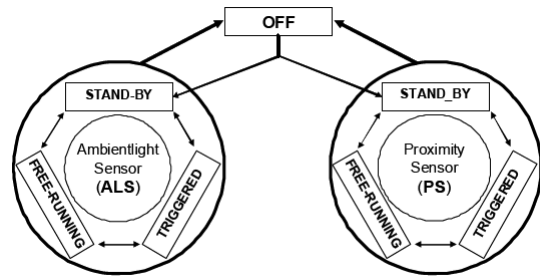 OFF
STAND-BY
Ambientlight
Sensor
(ALS)
FREE-RUNNING
TRIGGERED
STAND_BY
Proximity
Sensor
(PS)
FREE-RUNNING
TRIGGERED